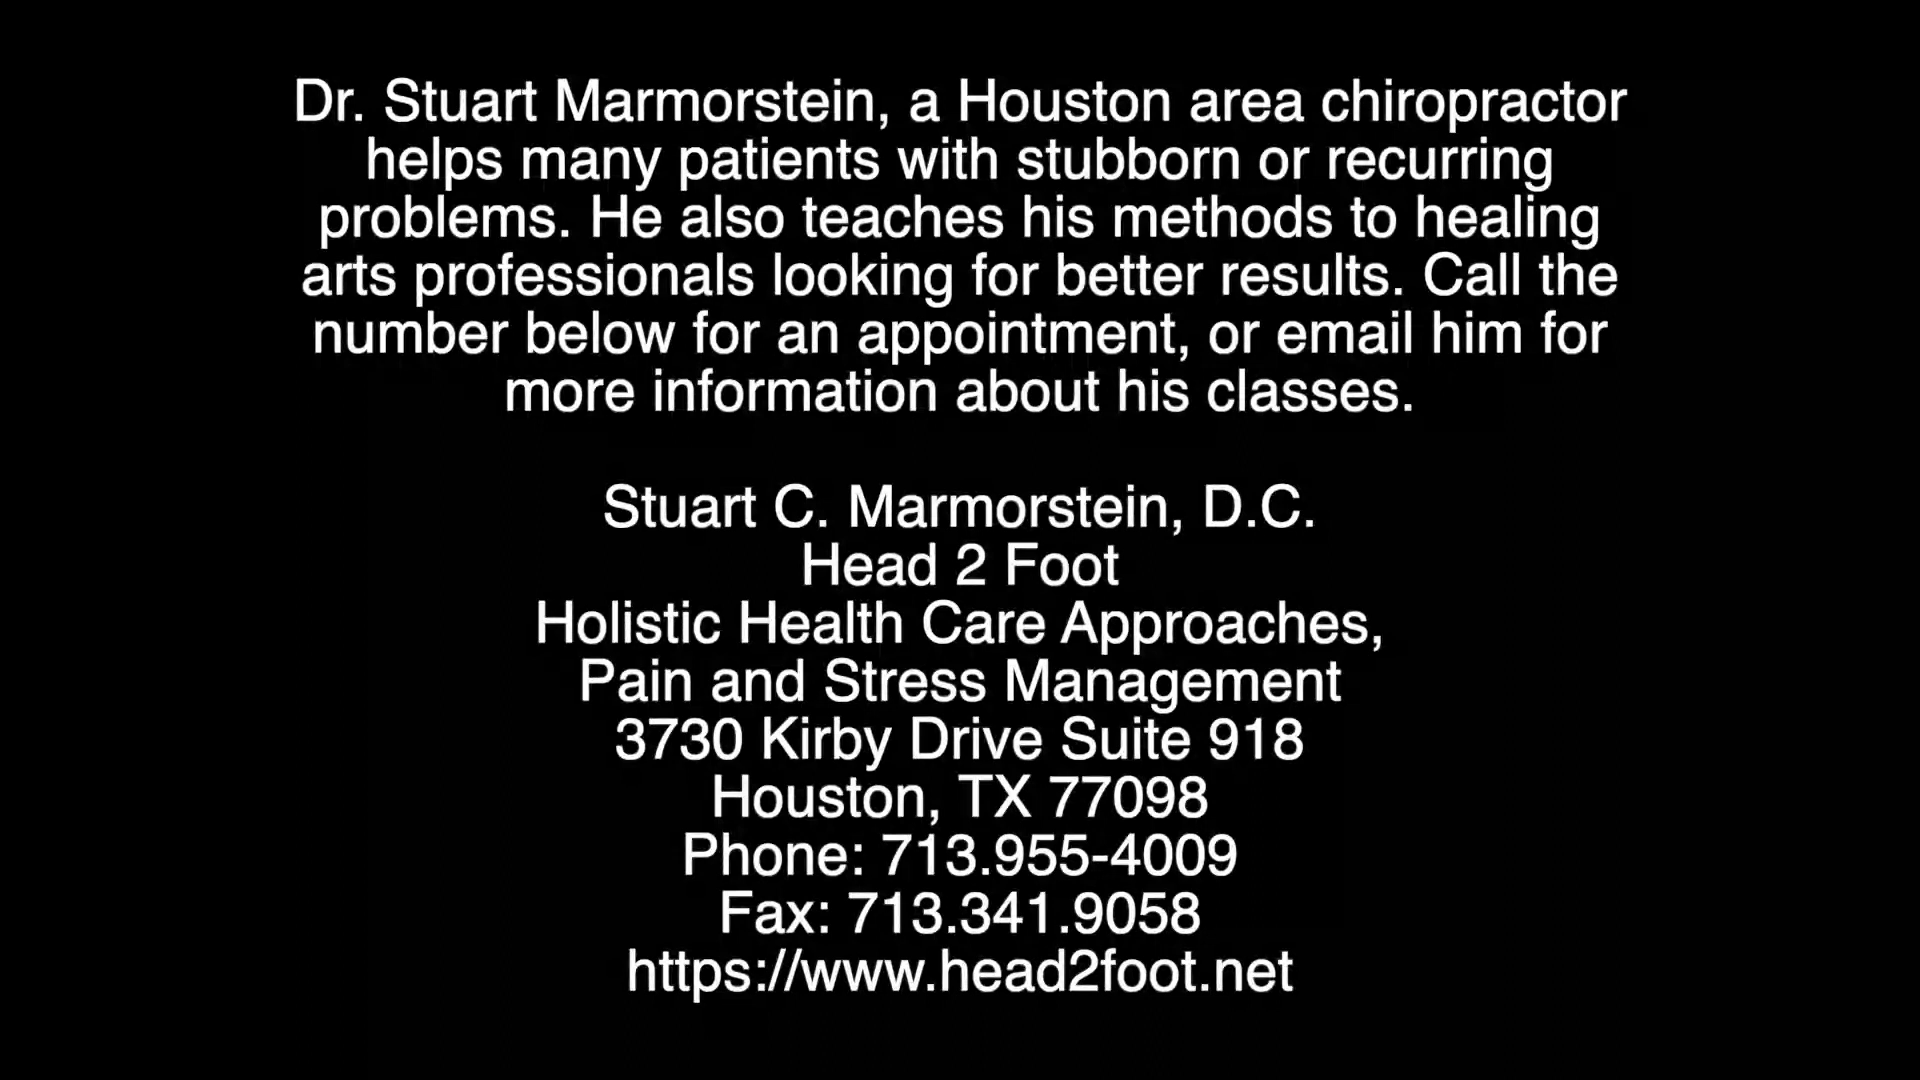 Dr. Stuart Marmorstein, a Houston area chiropractor
helps many patients with stubborn or recurring
problems. He also teaches his methods to healing
arts professionals looking for better results. Call the
number below for an appointment, or email him for
more information about his classes.
Stuart C. Marmorstein, D.C.
Head 2 Foot
Holistic Health Care Approaches,
Pain and Stress Management
3730 Kirby Drive Suite 918
Houston, TX 77098
Phone: 713.955-4009
Fax: 713.341.9058
https://www.head2foot.net